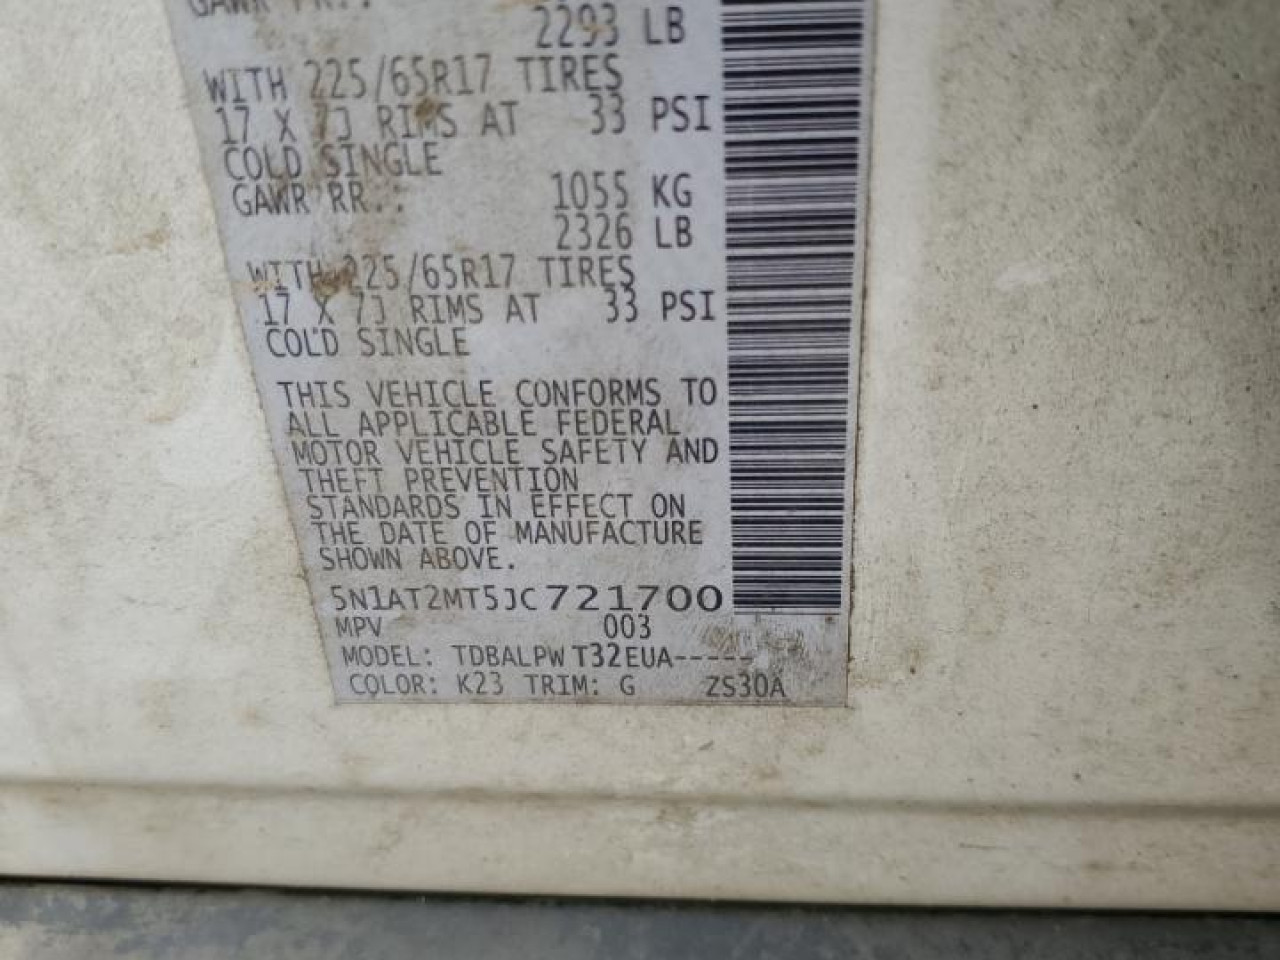 GAWR FR.:
2293 LB
WITH 225/65R17 TIRES
17 X 7J RIMS AT 33 PSI
COLD SINGLE
GAWR RR.: 1055 KG
2326 LB
WITH 225/65R17 TIRES
17 X 7J RIMS AT 33 PSI
COLD SINGLE
THIS VEHICLE CONFORMS TO
ALL APPLICABLE FEDERAL
MOTOR VEHICLE SAFETY AND
THEFT PREVENTION
STANDARDS IN EFFECT ON
THE DATE OF MANUFACTURE
SHOWN ABOVE.
5N1AT2MT5JC721700
MPV 003
MODEL: TDBALPWT32EUA-----
COLOR: K23 TRIM: G ZS30A